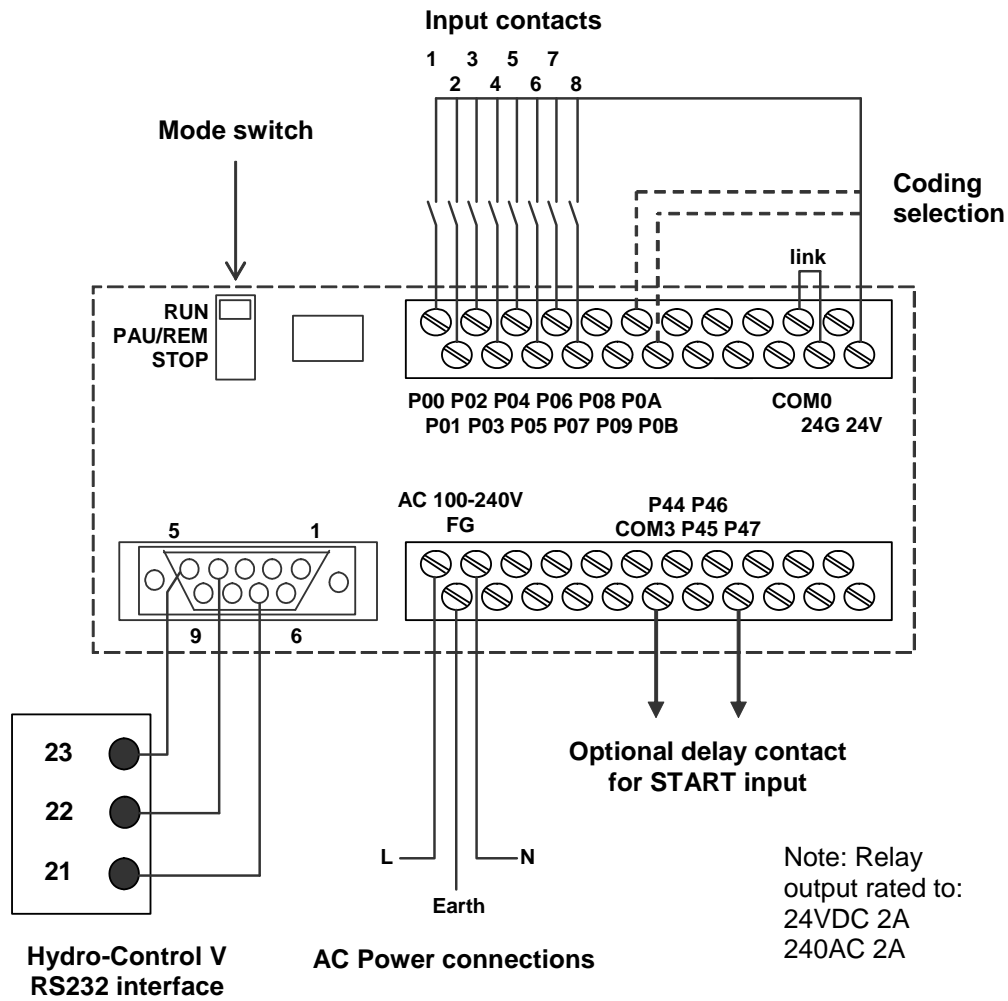 Input contacts
1 3 5 7
2 4 6 8
Mode switch
Coding
selection
link
RUN
PAU/REM
STOP
P00 P02 P04 P06 P08 P0A
COM0
P01 P03 P05 P07 P09 P0B
24G 24V
AC 100-240V
FG
P44 P46
COM3 P45 P47
5 1
9 6
23
22
21
Optional delay contact
for START input
L
N
Earth
Note: Relay
output rated to:
24VDC 2A
240AC 2A
Hydro-Control V
RS232 interface
AC Power connections